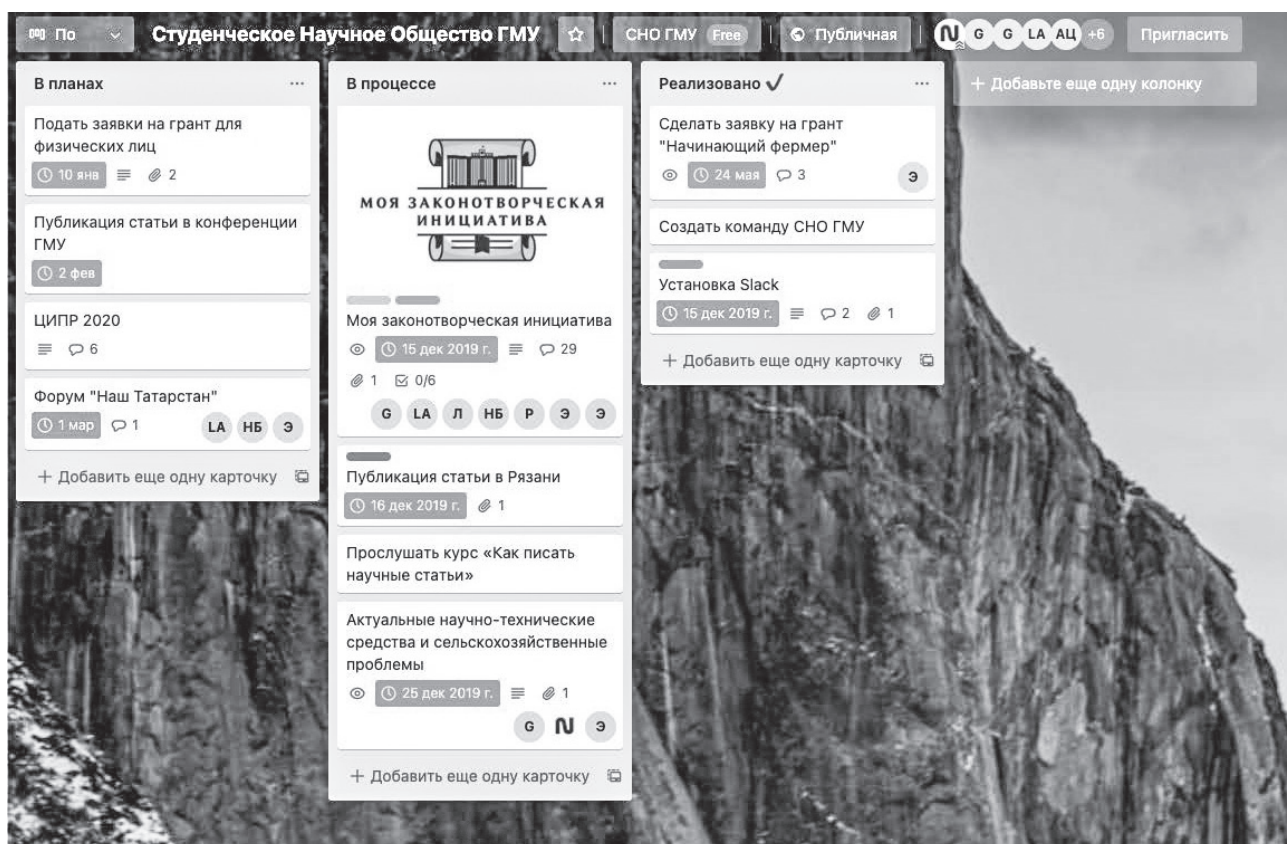 По
Студенческое Научное Общество ГМУ
СНО ГМУ Free
Публичная
G G LA АЦ +6
Пригласить
В планах
Подать заявки на грант для
физических лиц
10 янв 2
Публикация статьи в конференции
ГМУ
2 фев
ЦИПР 2020
6
Форум "Наш Татарстан"
1 мар 1 LA НБ Э
+ Добавить еще одну карточку
В процессе
МОЯ ЗАКОНОТВОРЧЕСКАЯ
ИНИЦИАТИВА
Моя законотворческая инициатива
15 дек 2019 г. 29
1 0/6
G LA Л НБ Р Э Э
Публикация статьи в Рязани
16 дек 2019 г. 1
Прослушать курс «Как писать
научные статьи»
Актуальные научно-технические
средства и сельскохозяйственные
проблемы
25 дек 2019 г. 1
G N Э
+ Добавить еще одну карточку
Реализовано ✓
Сделать заявку на грант
"Начинающий фермер"
24 мая 3 Э
Создать команду СНО ГМУ
Установка Slack
15 дек 2019 г. 2 1
+ Добавить еще одну карточку
+ Добавьте еще одну колонку